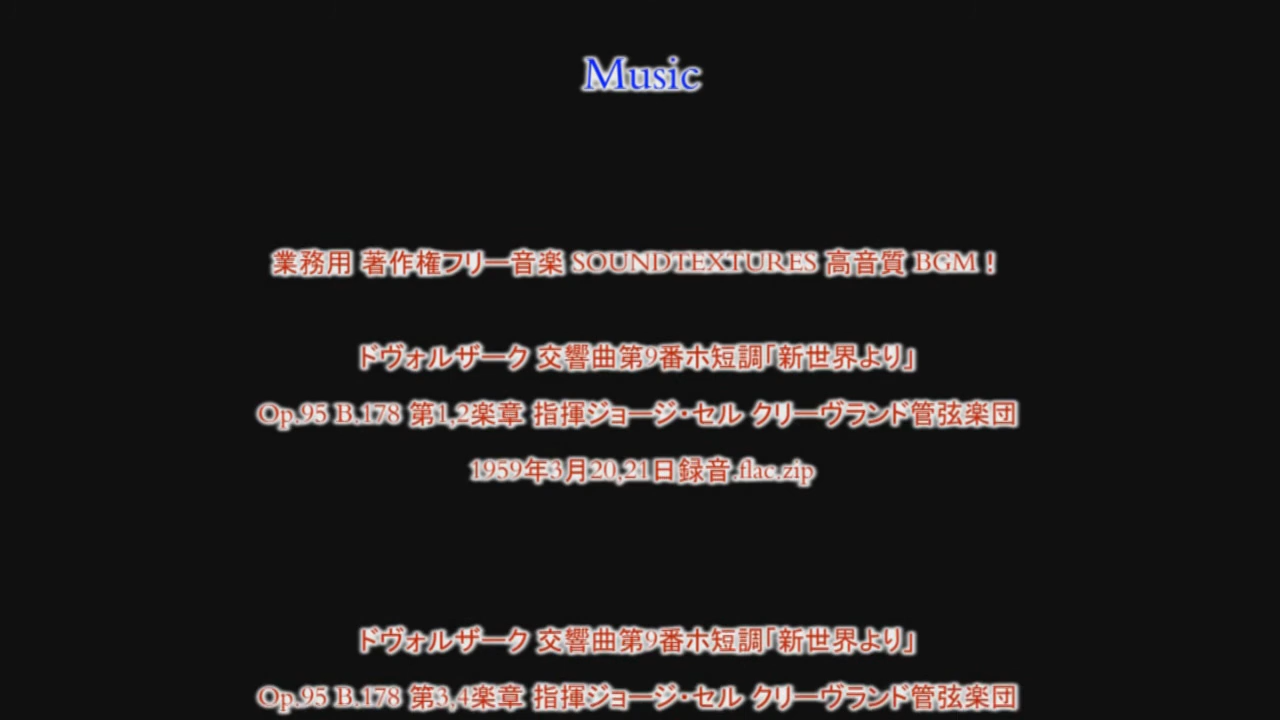 Music
業務用 著作権フリー音楽 SOUNDTEXTURES 高音質 BGM！
ドヴォルザーク 交響曲第9番ホ短調「新世界より」
Op.95 B.178 第1,2楽章 指揮ジョージ・セル クリーヴランド管弦楽団
1959年3月20,21日録音.flac.zip
ドヴォルザーク 交響曲第9番ホ短調「新世界より」
Op.95 B.178 第3,4楽章 指揮ジョージ・セル クリーヴランド管弦楽団